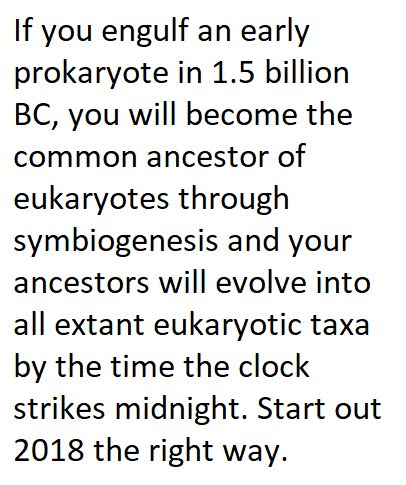 If you engulf an early
prokaryote in 1.5 billion
BC, you will become the
common ancestor of
eukaryotes through
symbiogenesis and your
ancestors will evolve into
all extant eukaryotic taxa
by the time the clock
strikes midnight. Start out
2018 the right way.